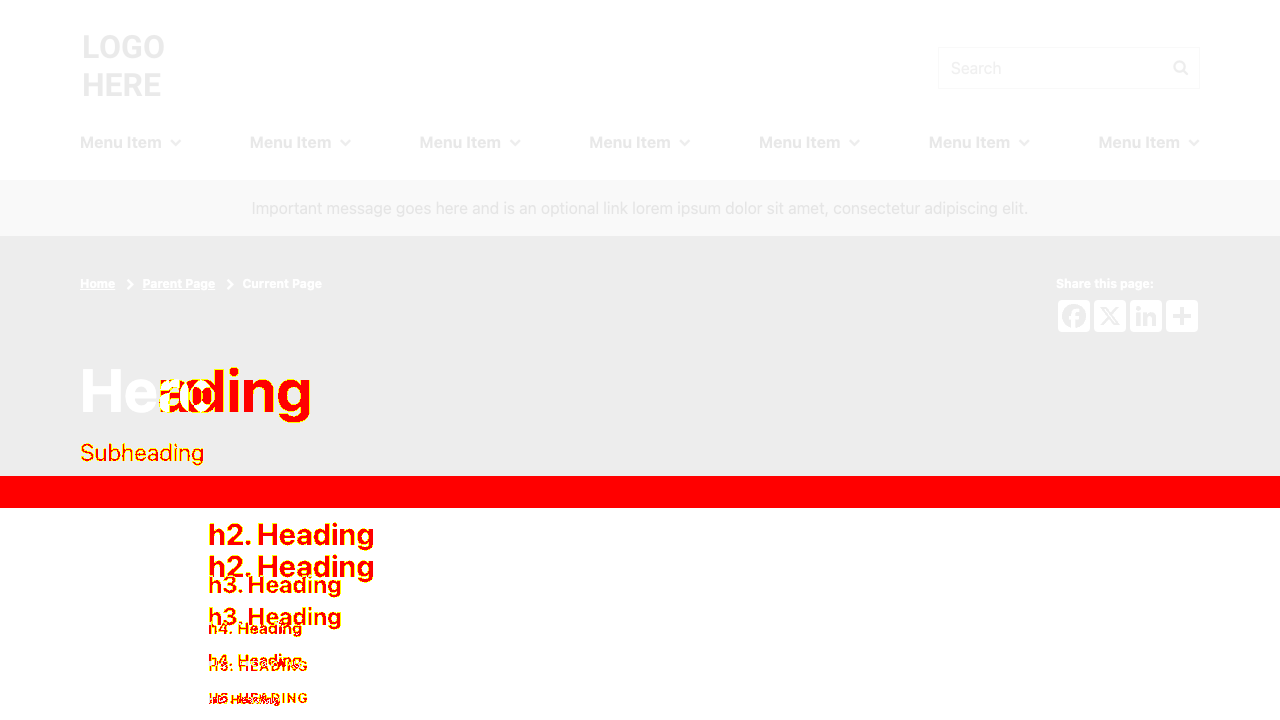 LOGO
HERE
Search
Menu Item Menu Item Menu Item Menu Item Menu Item Menu Item Menu Item
Important message goes here and is an optional link lorem ipsum dolor sit amet, consectetur adipiscing elit.
Home Parent Page Current Page
Share this page:
Heading
Subheading
h2. Heading
h2. Heading
h3. Heading
h3. Heading
h4. Heading
h4. Heading
H5. HEADING
H5. HEADING